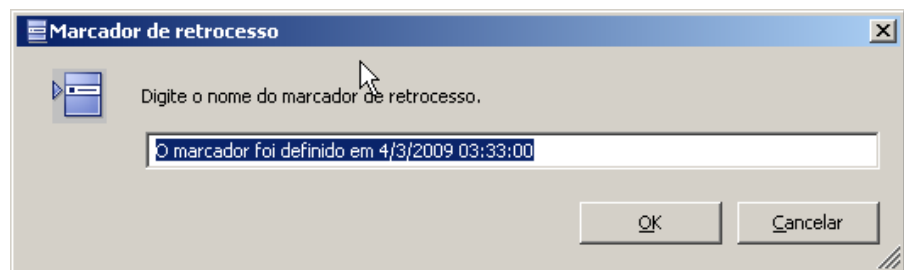 Marcador de retrocesso
Digite o nome do marcador de retrocesso.
O marcador foi definido em 4/3/2009 03:33:00
OK
Cancelar